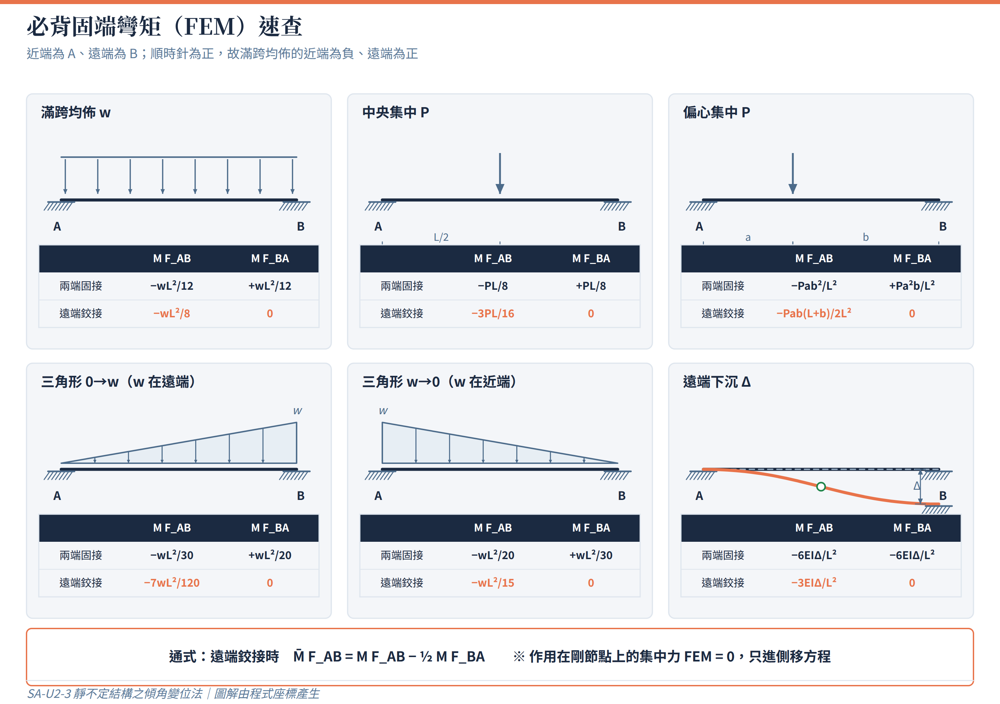 必背固端彎矩（FEM）速查
近端為 A、遠端為 B；順時針為正，故滿跨均佈的近端為負、遠端為正
滿跨均佈 w
A B
M F_AB M F_BA
兩端固接 −wL²/12 +wL²/12
遠端鉸接 −wL²/8 0
中央集中 P
A B
L/2
M F_AB M F_BA
兩端固接 −PL/8 +PL/8
遠端鉸接 −3PL/16 0
偏心集中 P
A B
a b
M F_AB M F_BA
兩端固接 −Pab²/L² +Pa²b/L²
遠端鉸接 −Pab(L+b)/2L² 0
三角形 0→w（w 在遠端）
w
A B
M F_AB M F_BA
兩端固接 −wL²/30 +wL²/20
遠端鉸接 −7wL²/120 0
三角形 w→0（w 在近端）
w
A B
M F_AB M F_BA
兩端固接 −wL²/20 +wL²/30
遠端鉸接 −wL²/15 0
遠端下沉 Δ
Δ
A B
M F_AB M F_BA
兩端固接 −6EIΔ/L² −6EIΔ/L²
遠端鉸接 −3EIΔ/L² 0
通式：遠端鉸接時 M̄ F_AB = M F_AB − ½ M F_BA ※ 作用在剛節點上的集中力 FEM = 0，只進側移方程
SA-U2-3 靜不定結構之傾角變位法｜圖解由程式座標產生